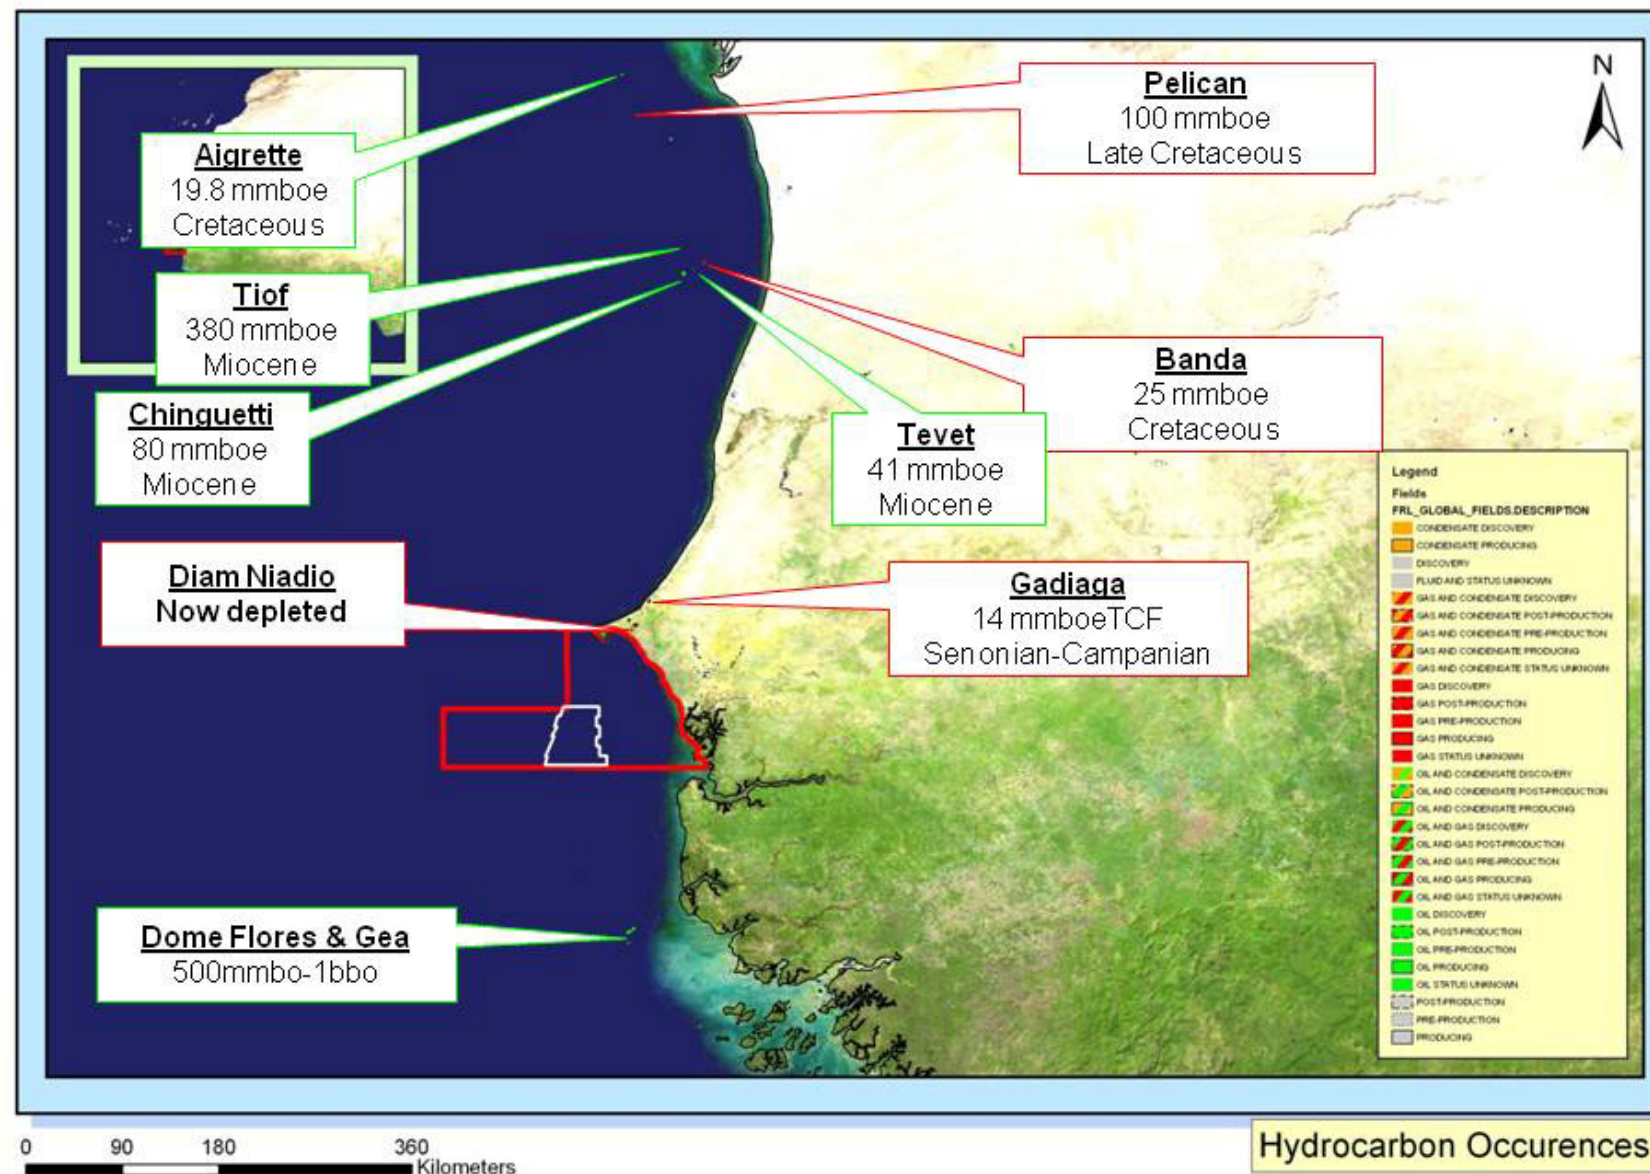 N
Pelican
100 mmboe
Late Cretaceous
Aigrette
19.8 mmboe
Cretaceous
Tiof
380 mmboe
Miocene
Banda
25 mmboe
Cretaceous
Chinguetti
80 mmboe
Miocene
Tevet
41 mmboe
Miocene
Diam Niadio
Now depleted
Gadiaga
14 mmboeTCF
Senonian-Campanian
Dome Flores & Gea
500mmbo-1bbo
Legend
Fields
FRL_GLOBAL_FIELDS.DESCRIPTION
CONDENSATE DISCOVERY
CONDENSATE PRODUCING
DISCOVERY
FLUID AND STATUS UNKNOWN
GAS AND CONDENSATE DISCOVERY
GAS AND CONDENSATE POST-PRODUCTION
GAS AND CONDENSATE PRE-PRODUCTION
GAS AND CONDENSATE PRODUCING
GAS AND CONDENSATE STATUS UNKNOWN
GAS DISCOVERY
GAS POST-PRODUCTION
GAS PRE-PRODUCTION
GAS PRODUCING
GAS STATUS UNKNOWN
OIL AND CONDENSATE DISCOVERY
OIL AND CONDENSATE POST-PRODUCTION
OIL AND CONDENSATE PRODUCING
OIL AND GAS DISCOVERY
OIL AND GAS POST-PRODUCTION
OIL AND GAS PRE-PRODUCTION
OIL AND GAS PRODUCING
OIL AND GAS STATUS UNKNOWN
OIL DISCOVERY
OIL POST-PRODUCTION
OIL PRE-PRODUCTION
OIL PRODUCING
OIL STATUS UNKNOWN
POST-PRODUCTION
PRE-PRODUCTION
PRODUCING
0 90 180 360
Kilometers
Hydrocarbon Occurences